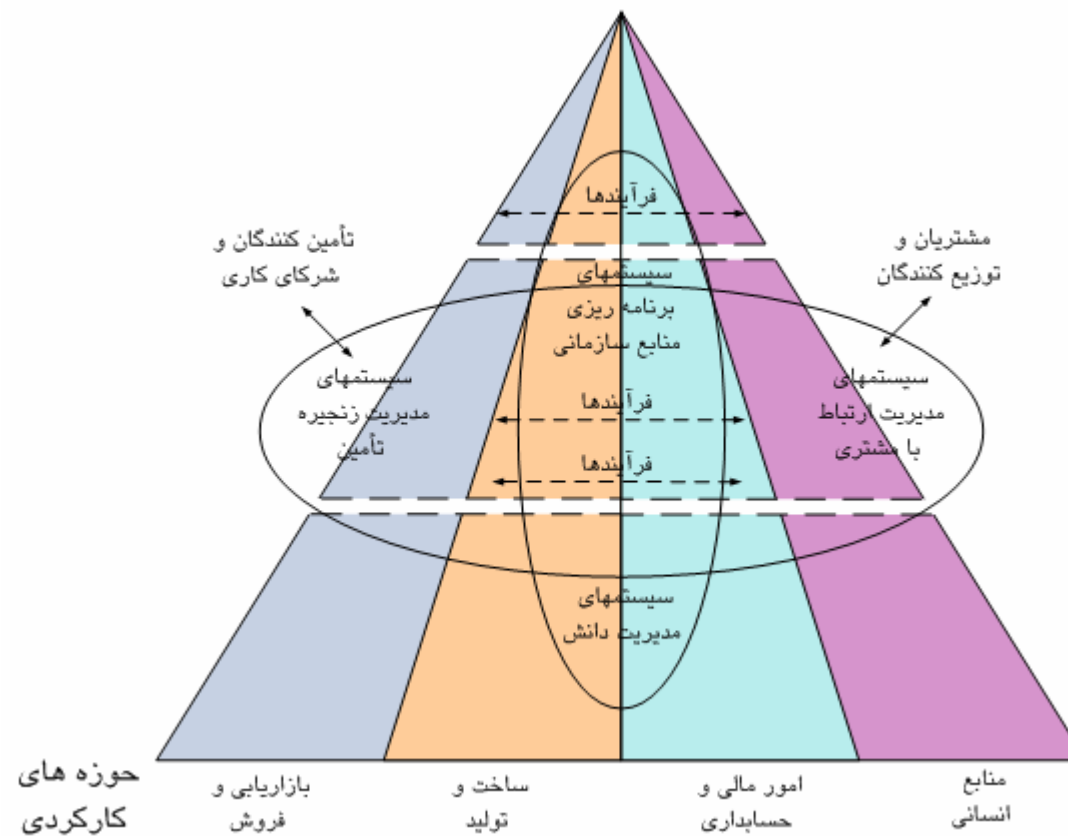 فرآیندها
مشتریان و
توزیع کنندگان
تأمین کنندگان و
شرکای کاری
سیستمهای
برنامه ریزی
منابع سازمانی
سیستمهای
مدیریت ارتباط
با مشتری
سیستمهای
مدیریت زنجیره
تأمین
فرآیندها
فرآیندها
سیستمهای
مدیریت دانش
منابع
انسانی
امور مالی و
حسابداری
ساخت و
تولید
بازاریابی و
فروش
حوزه های
کارکردی